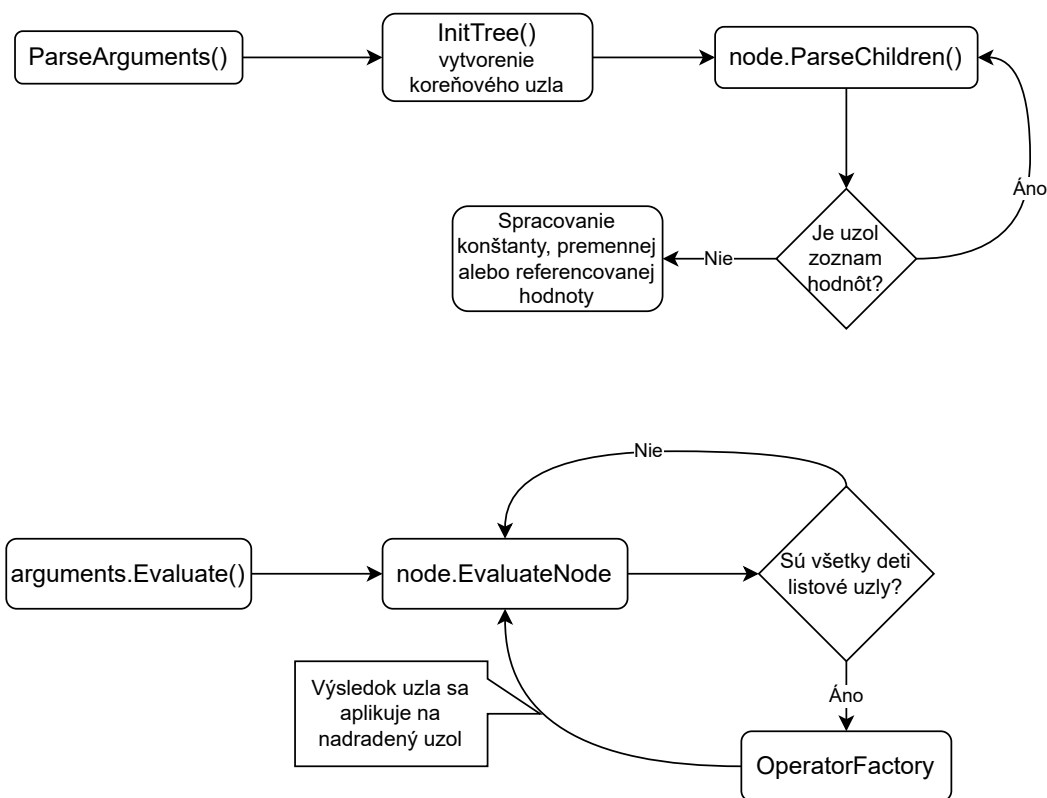 ParseArguments()
InitTree()
vytvorenie
koreňového uzla
node.ParseChildren()
Áno
Je uzol
zoznam
hodnôt?
Nie
Spracovanie
konštanty, premennej
alebo referencovanej
hodnoty
Nie
arguments.Evaluate()
node.EvaluateNode
Sú všetky deti
listové uzly?
Áno
Výsledok uzla sa
aplikuje na
nadradený uzol
OperatorFactory